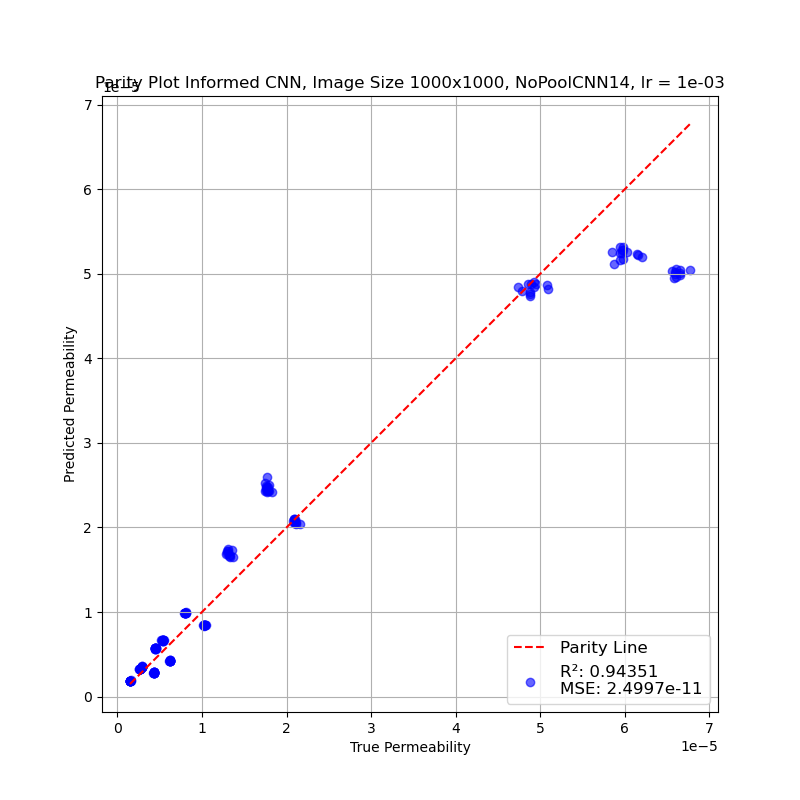 Parity Plot Informed CNN, Image Size 1000x1000, NoPoolCNN14, lr = 1e-03
1e−5
7
6
5
4
3
2
1
0
Predicted Permeability
Parity Line
R²: 0.94351
MSE: 2.4997e-11
0 1 2 3 4 5 6 7
1e−5
True Permeability